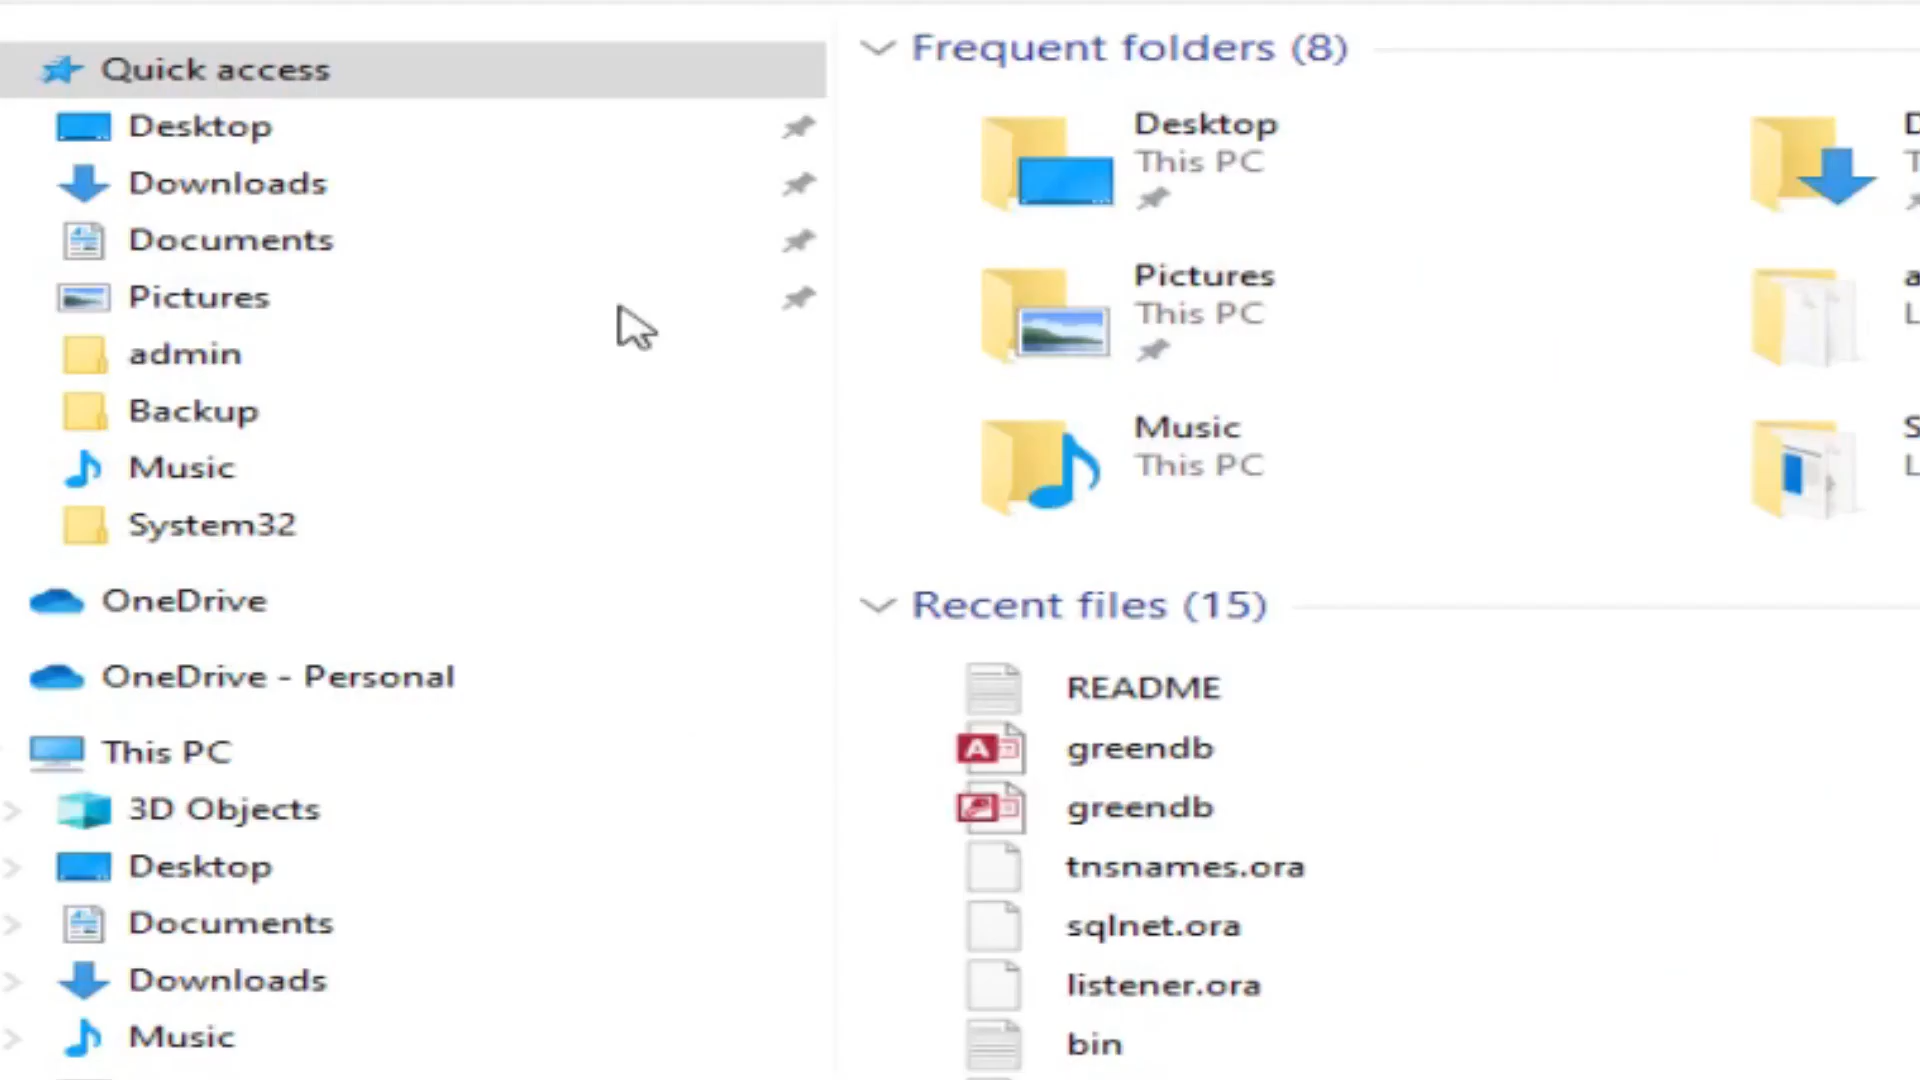 Quick access
Desktop
Downloads
Documents
Pictures
admin
Backup
Music
System32
OneDrive
OneDrive - Personal
This PC
3D Objects
Desktop
Documents
Downloads
Music
Frequent folders (8)
Desktop
This PC
Pictures
This PC
Music
This PC
Recent files (15)
README
greendb
greendb
tnsnames.ora
sqlnet.ora
listener.ora
bin